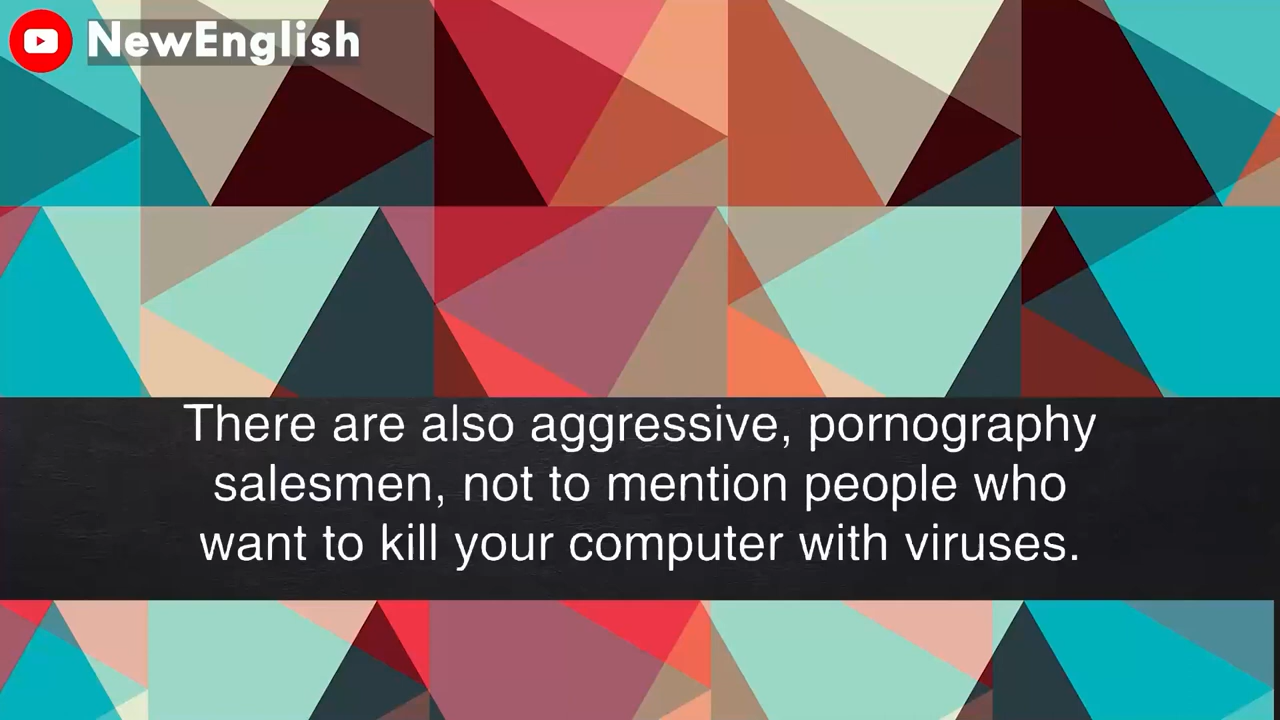 NewEnglish
There are also aggressive, pornography
salesmen, not to mention people who
want to kill your computer with viruses.